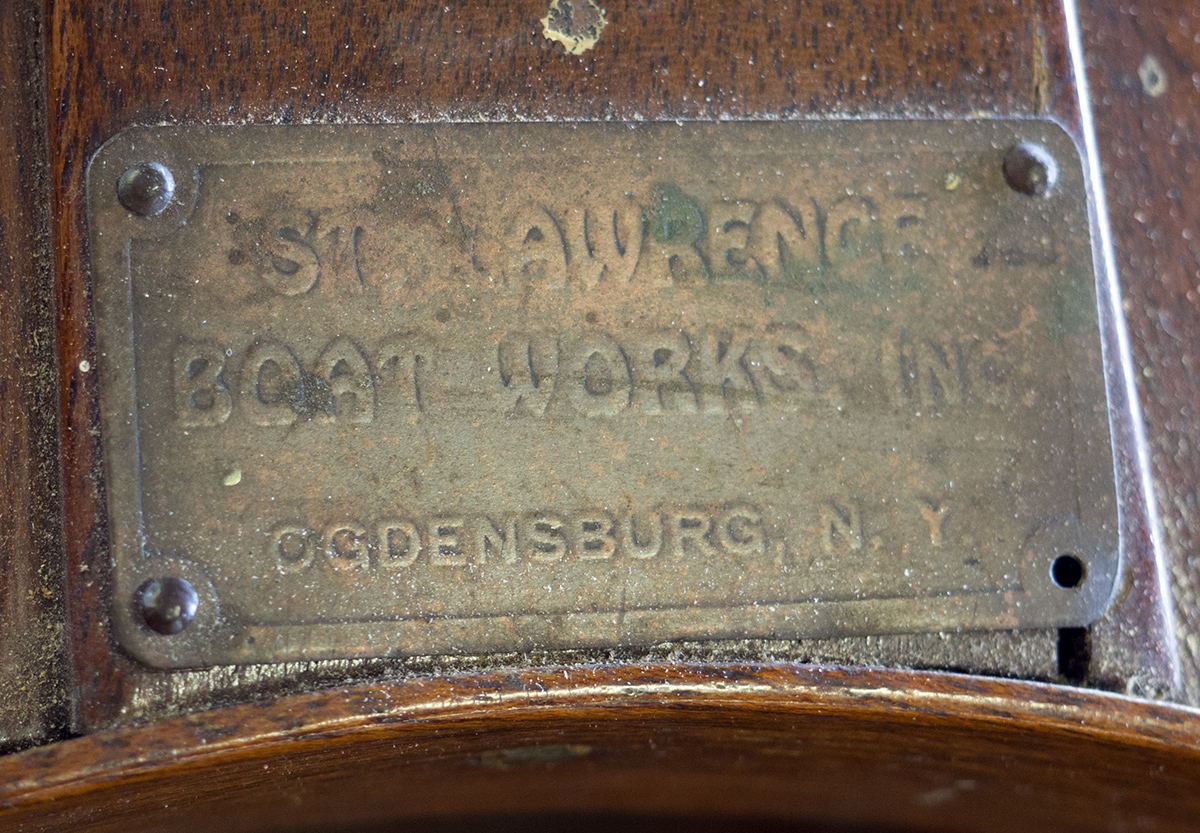 ST. LAWRENCE
BOAT WORKS, INC.
OGDENSBURG, N. Y.